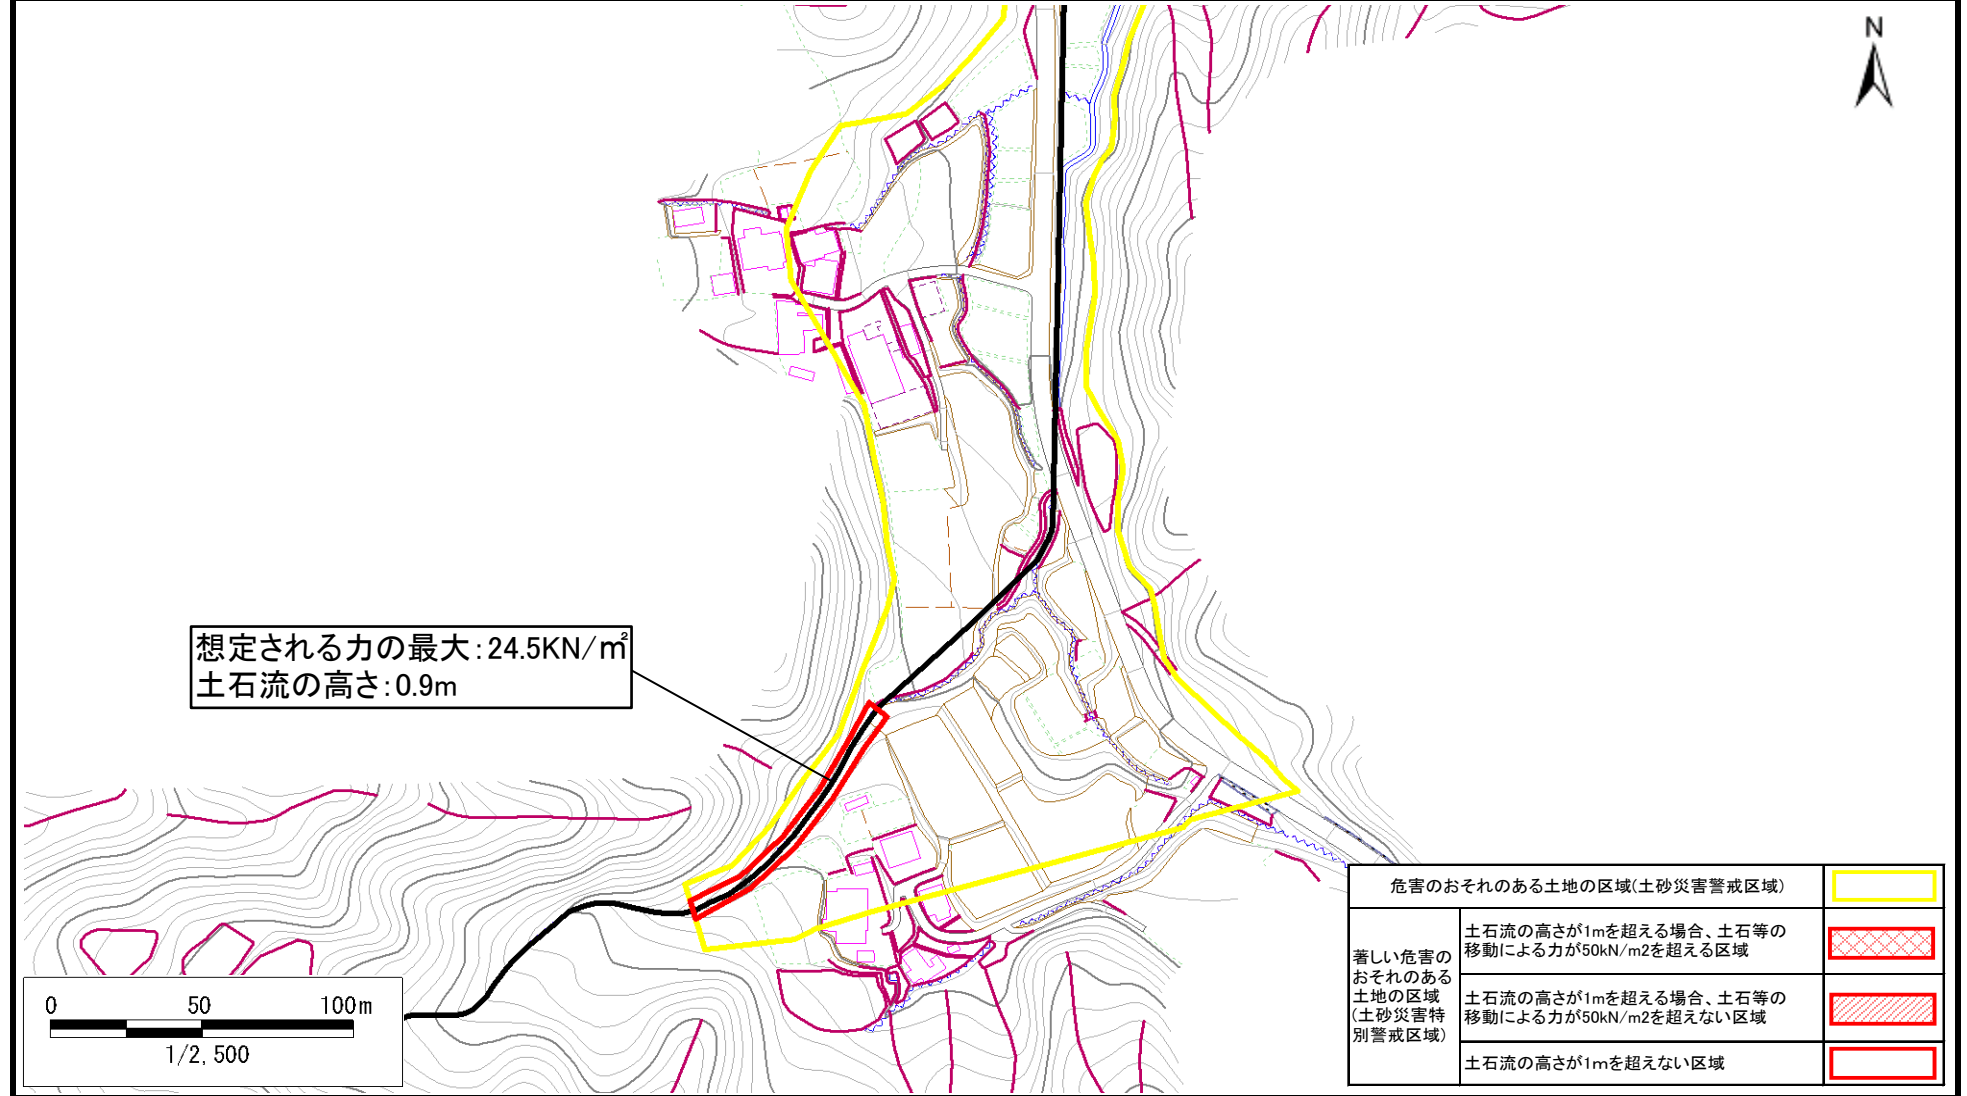 N
想定される力の最大:24.5KN/㎡
土石流の高さ:0.9m
0 50 100m
1/2,500
危害のおそれのある土地の区域(土砂災害警戒区域)
著しい危害の
おそれのある
土地の区域
(土砂災害特
別警戒区域)
土石流の高さが1mを超える場合、土石等の
移動による力が50kN/m2を超える区域
土石流の高さが1mを超える場合、土石等の
移動による力が50kN/m2を超えない区域
土石流の高さが1mを超えない区域